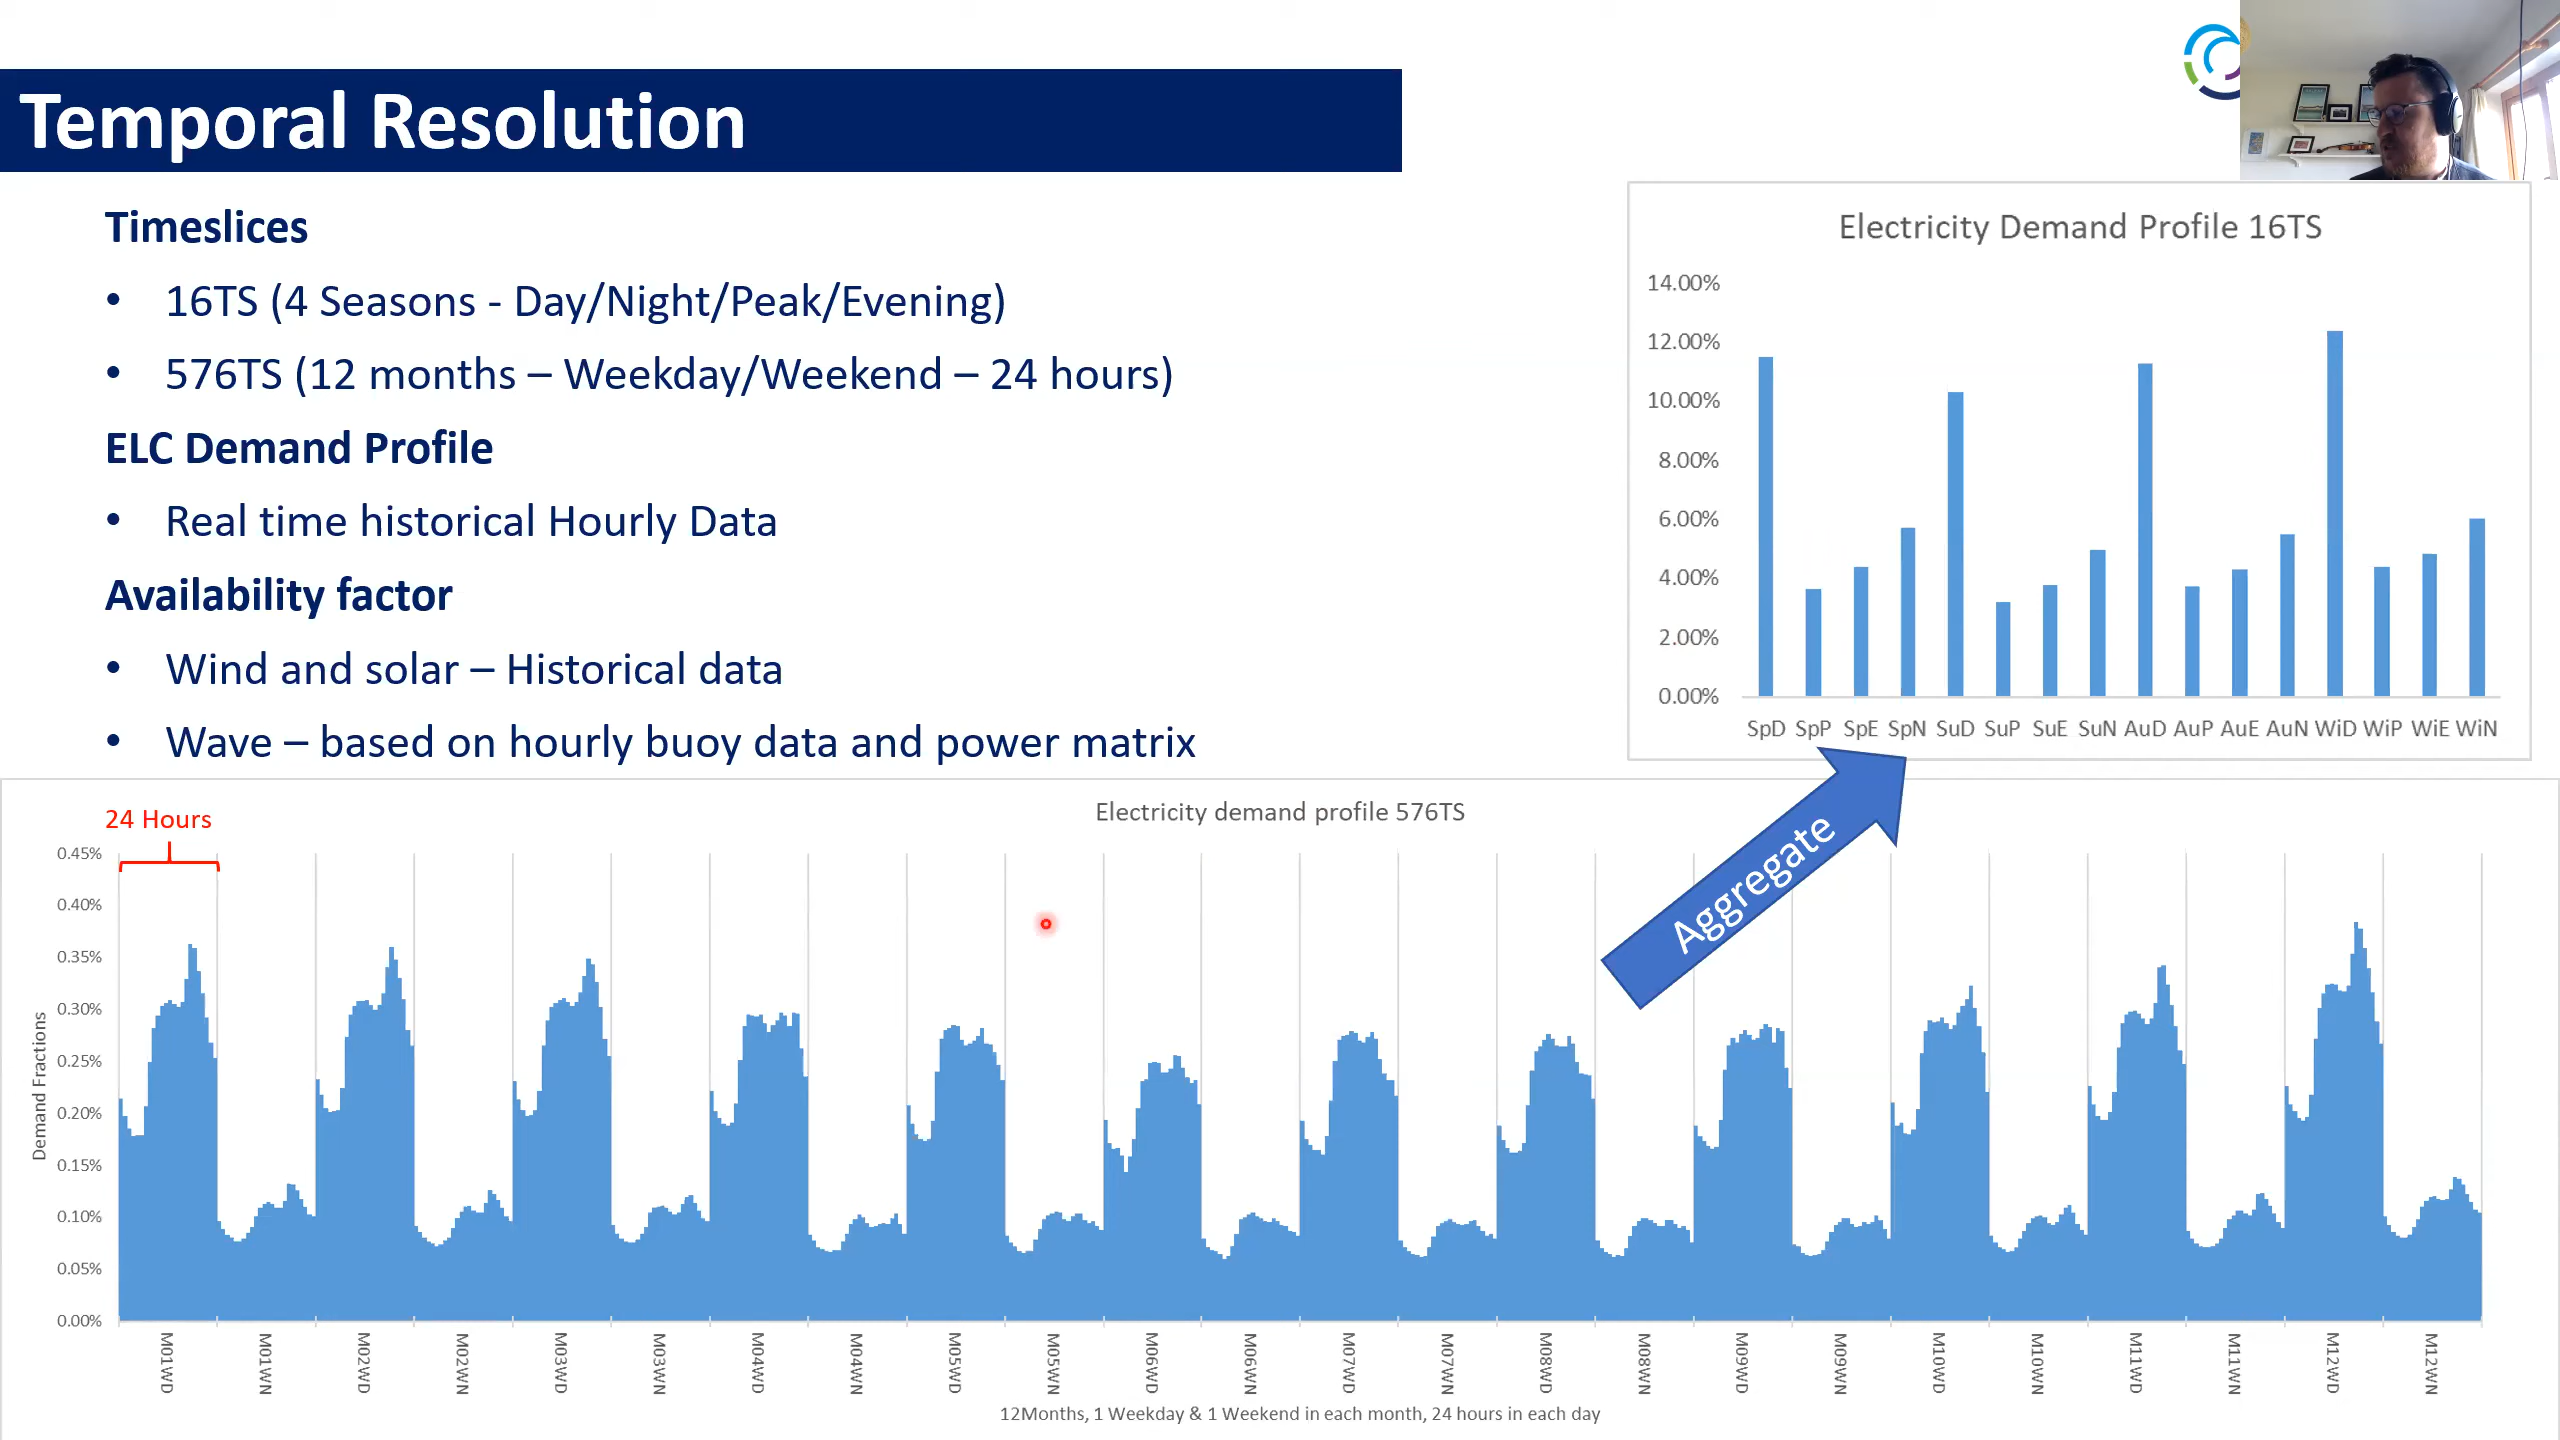 Temporal Resolution
Timeslices
• 16TS (4 Seasons - Day/Night/Peak/Evening)
• 576TS (12 months – Weekday/Weekend – 24 hours)
ELC Demand Profile
• Real time historical Hourly Data
Availability factor
• Wind and solar – Historical data
• Wave – based on hourly buoy data and power matrix
Electricity Demand Profile 16TS
14.00%
12.00%
10.00%
8.00%
6.00%
4.00%
2.00%
0.00%
SpD SpP SpE SpN SuD SuP SuE SuN AuD AuP AuE AuN WiD WiP WiE WiN
Aggregate
24 Hours
Electricity demand profile 576TS
0.45%
0.40%
0.35%
0.30%
0.25%
0.20%
0.15%
0.10%
0.05%
0.00%
Demand Fractions
M01WD
M01WN
M02WD
M02WN
M03WD
M03WN
M04WD
M04WN
M05WD
M05WN
M06WD
M06WN
M07WD
M07WN
M08WD
M08WN
M09WD
M09WN
M10WD
M10WN
M11WD
M11WN
M12WD
M12WN
12Months, 1 Weekday & 1 Weekend in each month, 24 hours in each day